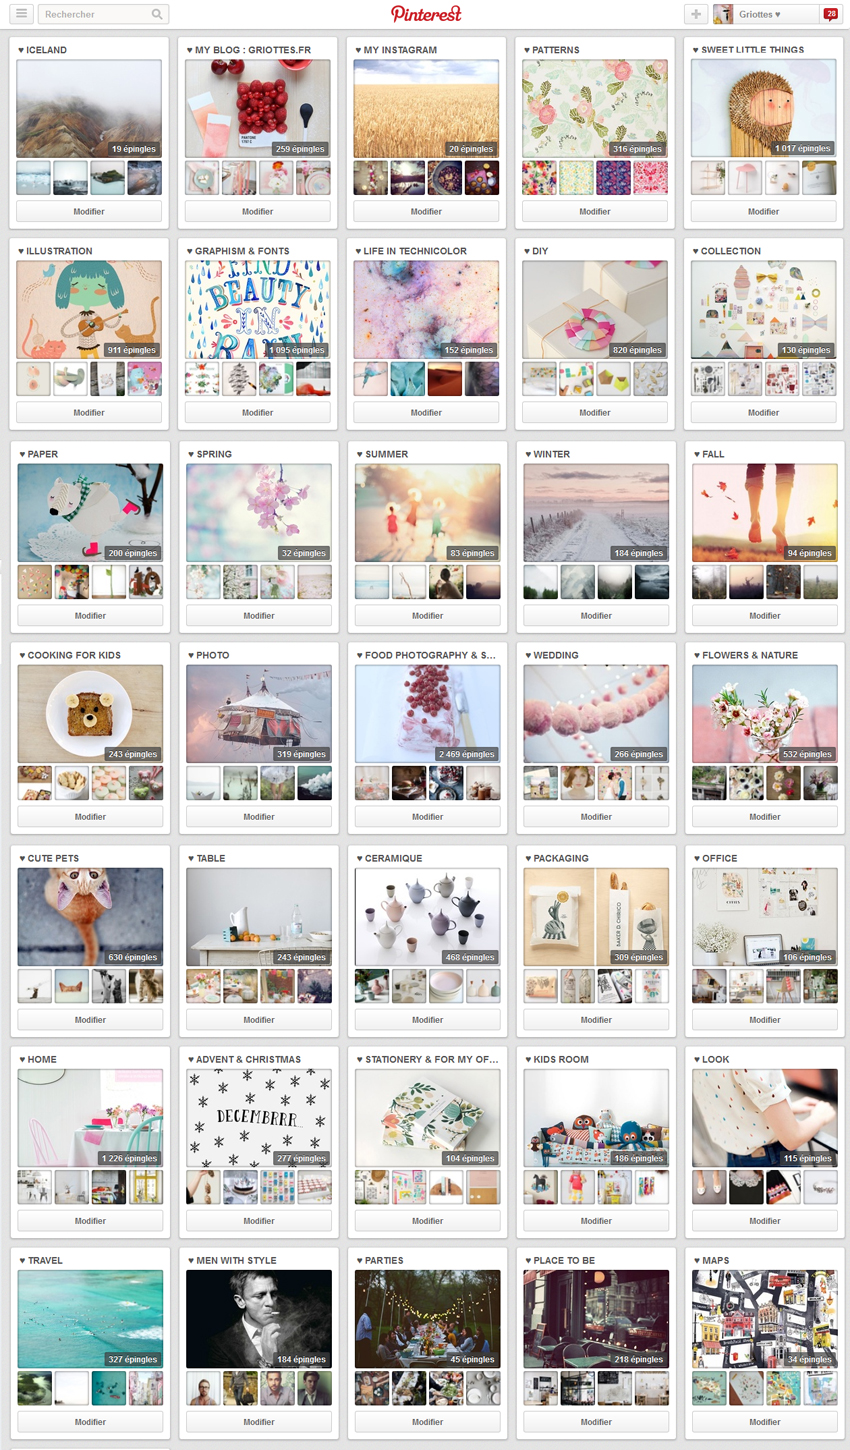 Rechercher
Pinterest
Griottes ♥
28
♥ ICELAND
19 épingles
Modifier
♥ MY BLOG : GRIOTTES.FR
PANTONE
259 épingles
Modifier
♥ MY INSTAGRAM
20 épingles
Modifier
♥ PATTERNS
316 épingles
Modifier
♥ SWEET LITTLE THINGS
1 017 épingles
Modifier
♥ ILLUSTRATION
911 épingles
Modifier
♥ GRAPHISM & FONTS
FIND
BEAUTY
IN
RAIN
1 095 épingles
Modifier
♥ LIFE IN TECHNICOLOR
152 épingles
Modifier
♥ DIY
820 épingles
Modifier
♥ COLLECTION
130 épingles
Modifier
♥ PAPER
200 épingles
Modifier
♥ SPRING
32 épingles
Modifier
♥ SUMMER
83 épingles
Modifier
♥ WINTER
184 épingles
Modifier
♥ FALL
94 épingles
Modifier
♥ COOKING FOR KIDS
243 épingles
Modifier
♥ PHOTO
319 épingles
Modifier
♥ FOOD PHOTOGRAPHY & S...
2 469 épingles
Modifier
♥ WEDDING
266 épingles
Modifier
♥ FLOWERS & NATURE
532 épingles
Modifier
♥ CUTE PETS
630 épingles
Modifier
♥ TABLE
243 épingles
Modifier
♥ CERAMIQUE
468 épingles
Modifier
♥ PACKAGING
BAKER D. CHIRICO
309 épingles
Modifier
♥ OFFICE
106 épingles
Modifier
♥ HOME
1 226 épingles
Modifier
♥ ADVENT & CHRISTMAS
DECEMBRRR...
277 épingles
Modifier
♥ STATIONERY & FOR MY OF...
104 épingles
Modifier
♥ KIDS ROOM
186 épingles
Modifier
♥ LOOK
115 épingles
Modifier
♥ TRAVEL
327 épingles
Modifier
♥ MEN WITH STYLE
184 épingles
Modifier
♥ PARTIES
45 épingles
Modifier
♥ PLACE TO BE
218 épingles
Modifier
♥ MAPS
34 épingles
Modifier